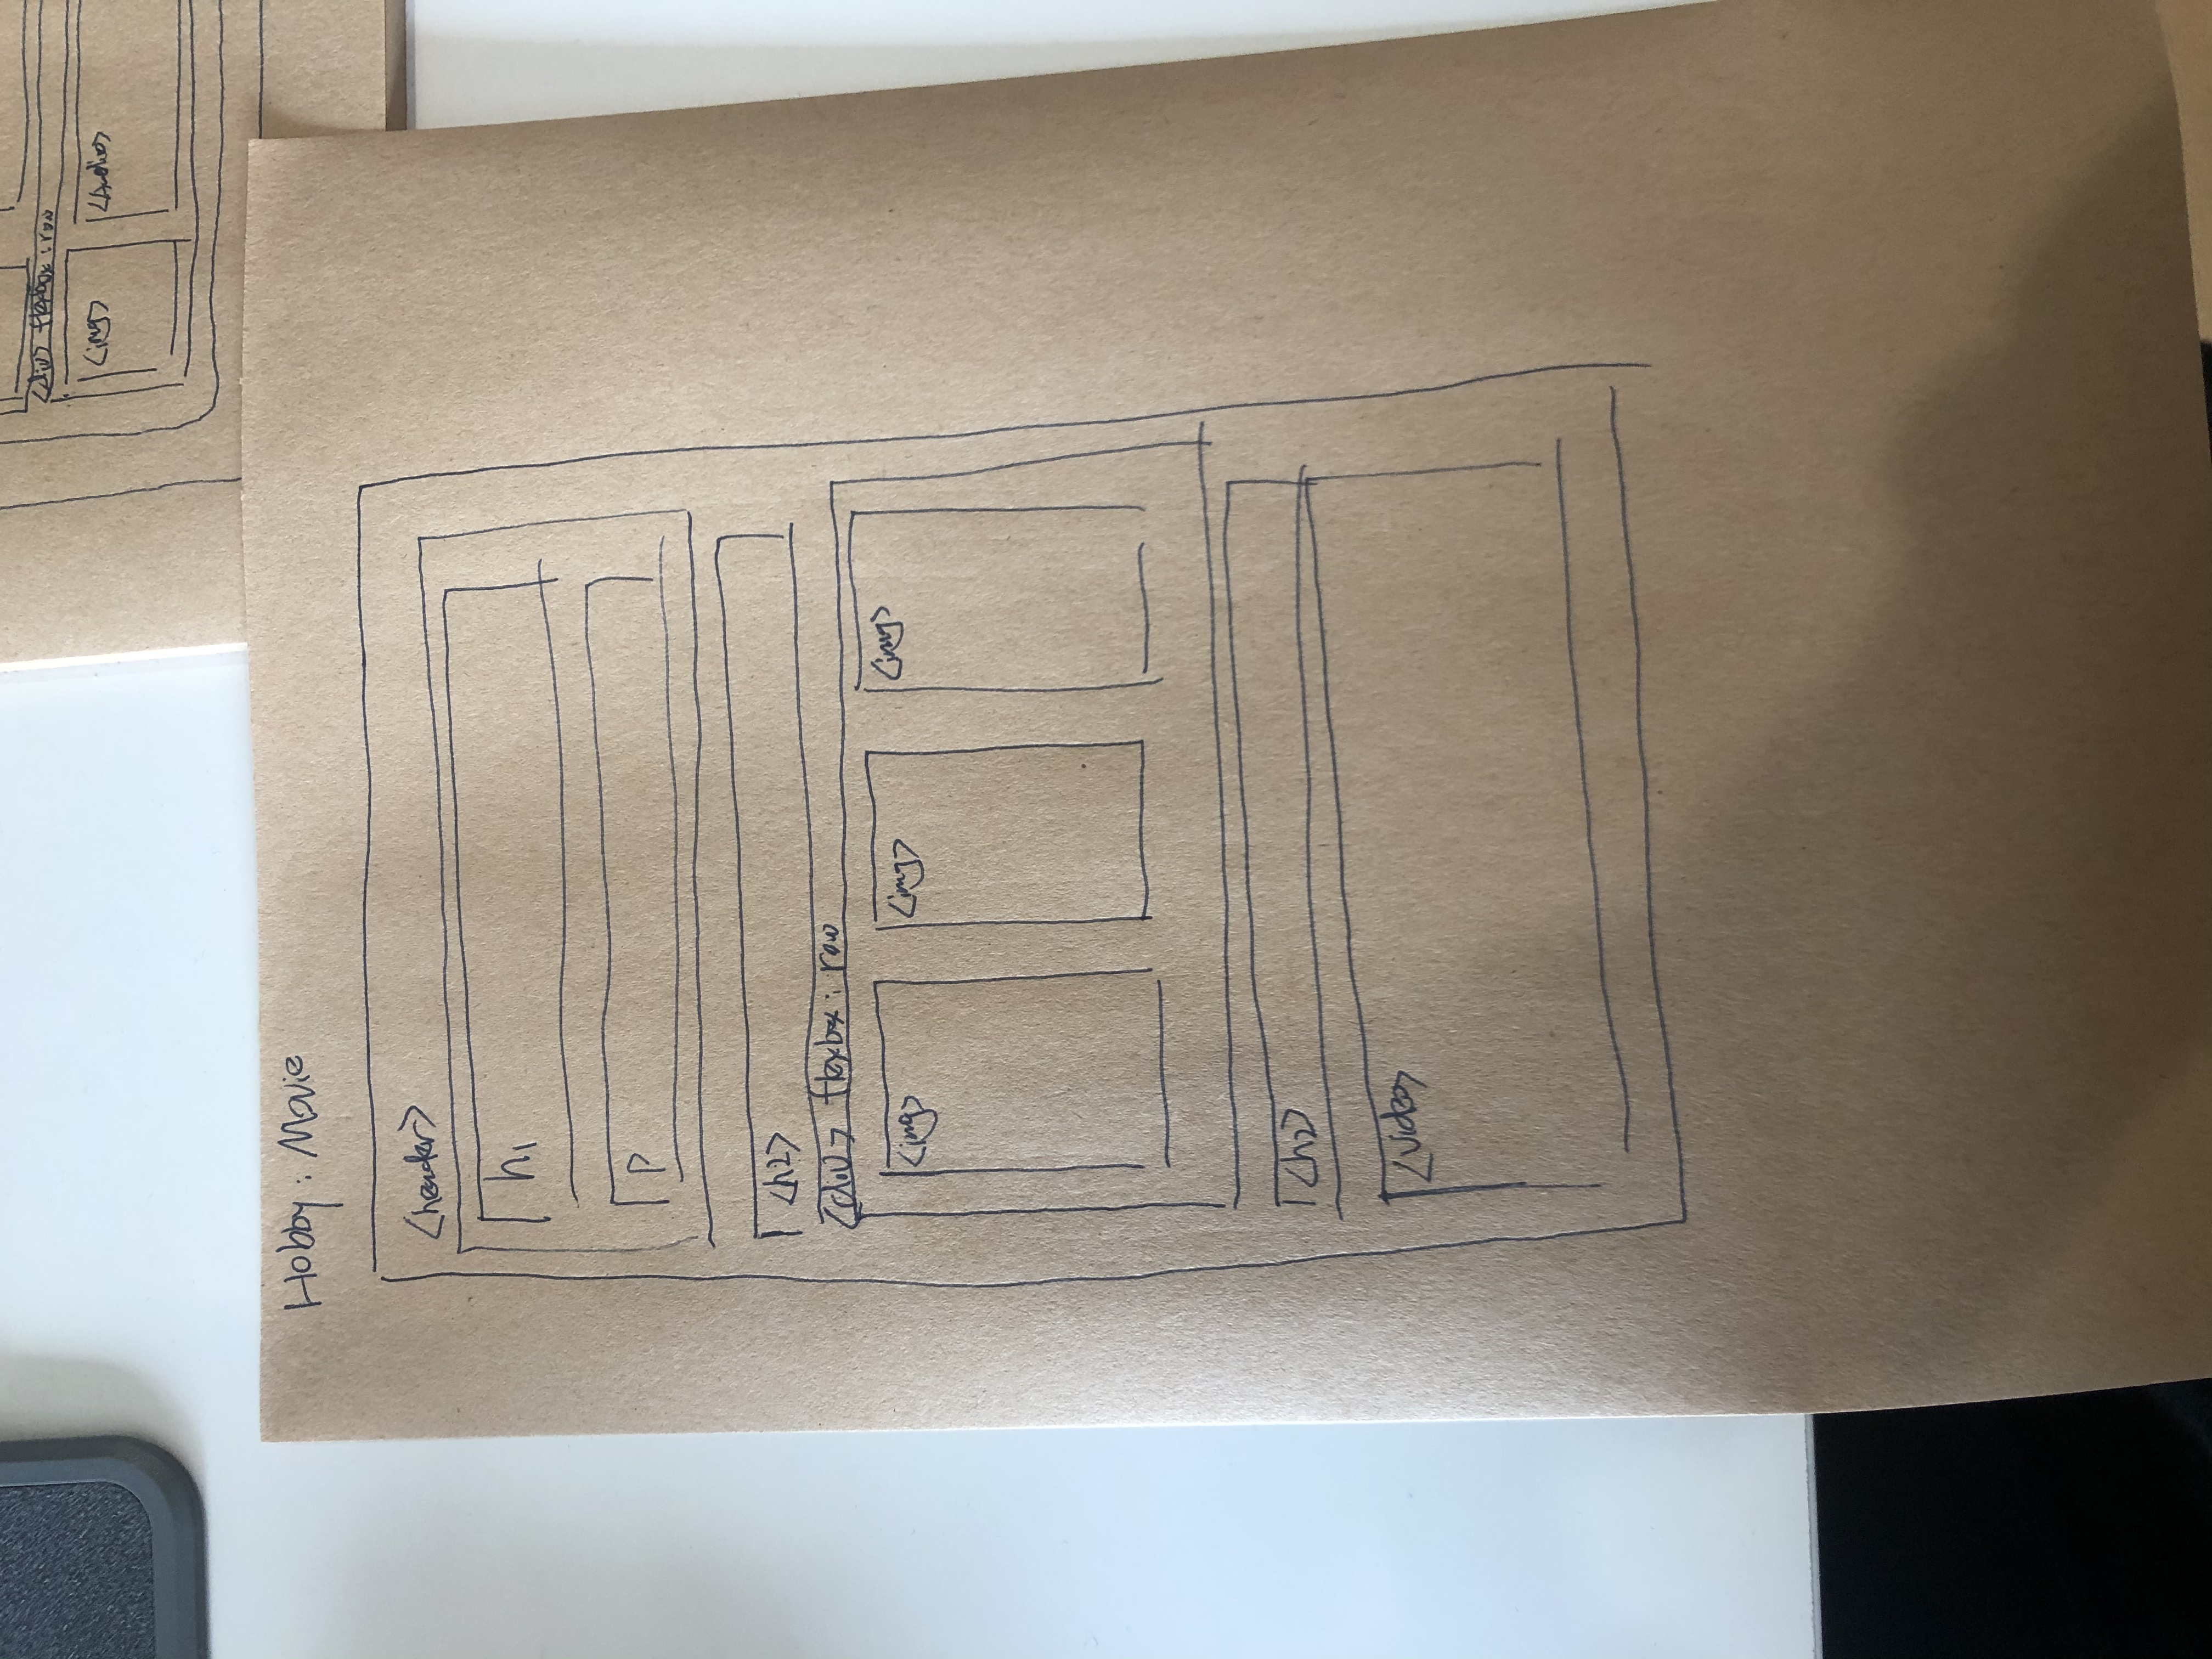 <div> flexbox : row
<img> <Audio>
Hobby : Movie
<header>
h1
p
<h2>
<div> flexbox : row
<img> <img> <img>
<h2>
<video>